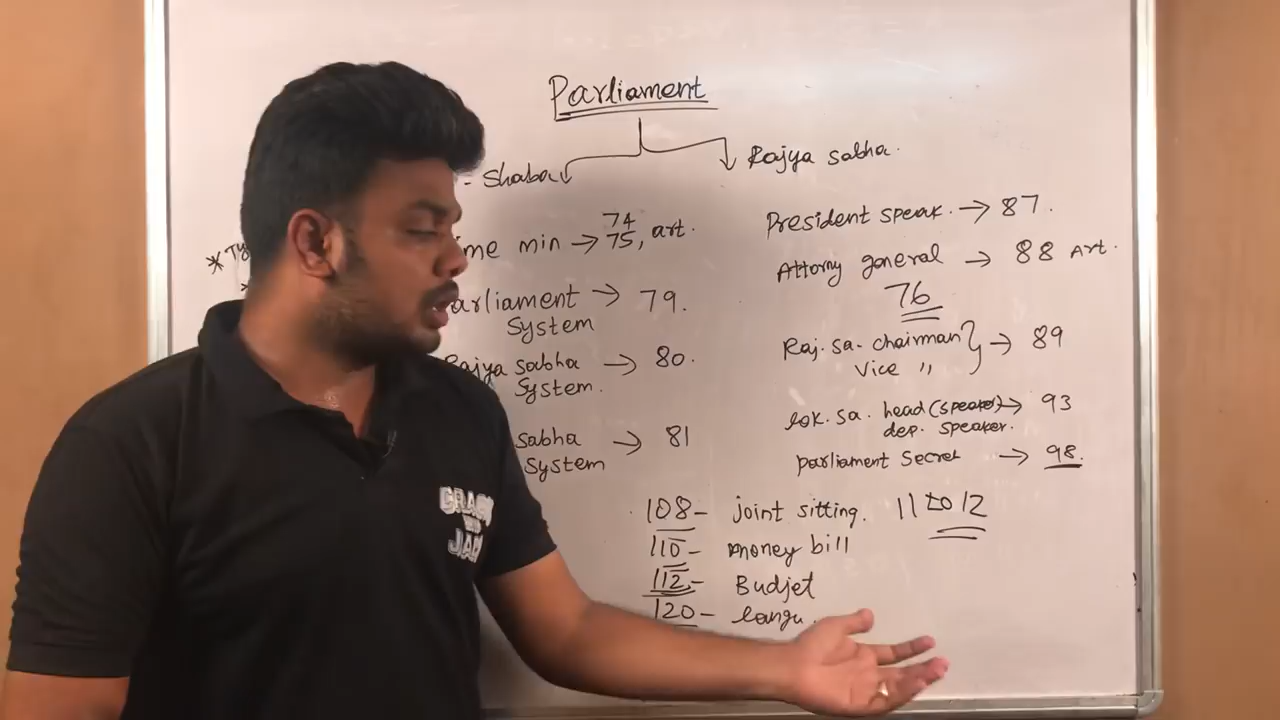 Parliament
- Shaba
Rajya sabha.
ime min → 74
75, art.
arliament → 79.
System
Rajya sabha → 80.
System.
sabha → 81
System
President speak. → 87.
Attorny general → 88 Art.
76
Raj. sa. chairman } → 89
Vice "
Lok. sa. head (speaker) → 93
dep. speaker.
parliament Secret → 98.
108 - joint sitting. 11 to 12
110 - money bill
112 - Budjet
120 - langu.